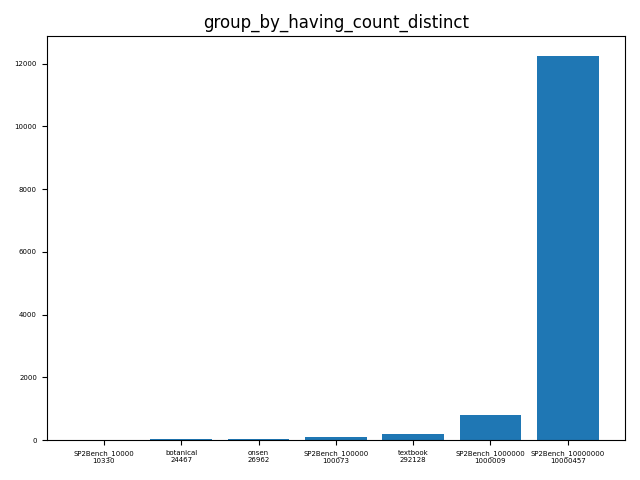 group_by_having_count_distinct
12000
10000
8000
6000
4000
2000
0
SP2Bench_10000
10330
botanical
24467
onsen
26962
SP2Bench_100000
100073
textbook
292128
SP2Bench_1000000
1000009
SP2Bench_10000000
10000457